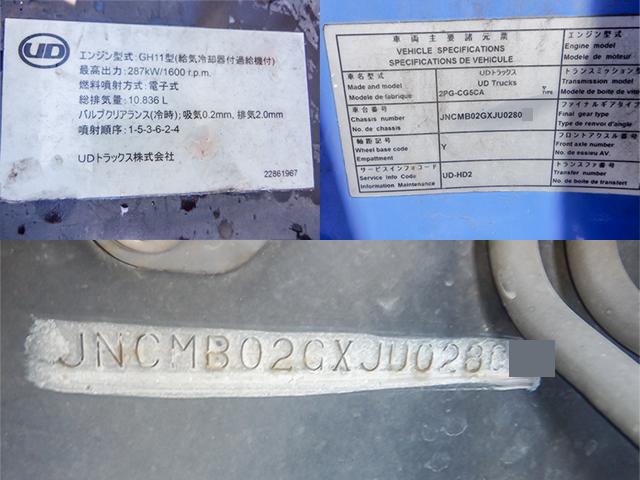 UD
エンジン型式：GH11型(給気冷却器付過給機付)
最高出力：287kW/1600 r.p.m.
燃料噴射方式：電子式
総排気量：10.836 L
バルブクリアランス(冷時)；吸気0.2mm, 排気2.0mm
噴射順序：1-5-3-6-2-4
UDトラックス株式会社
22861967
車両主要諸元票
VEHICLE SPECIFICATIONS
SPECIFICATIONS DE VEHICULE
車名型式
Made and model
Modele de fabrique
UDトラックス
UD Trucks
2PG-CG5CA
型
TYPE
車台番号
Chassis number
No. de chassis
JNCMB02GXJU0280
軸距記号
Wheel base code
Empattment
Y
サービスインフォコード
Service Info Code
Information Maintenance
UD-HD2
エンジン型式
Engine model
Modele de moteur
トランスミッション
Transmission
Modele de boite de vit
ファイナルギアタイ
Final gear type
Type de renvoi d'angle
フロントアクスル番号
Front axle number
No. de essieu AV.
トランスファ番号
Transfer number
No. de boite de transfert
JNCMB02GXJU0280